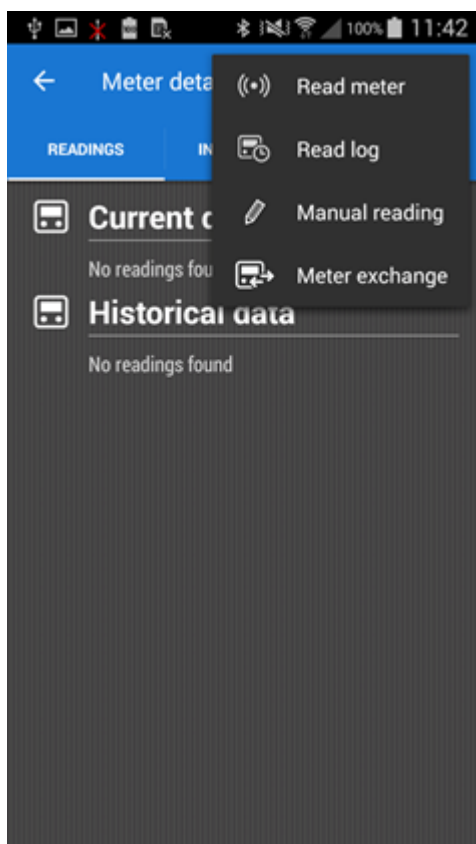 100% 11:42
Meter deta
READINGS IN
Read meter
Read log
Manual reading
Meter exchange
Current
No readings fou
Historical data
No readings found